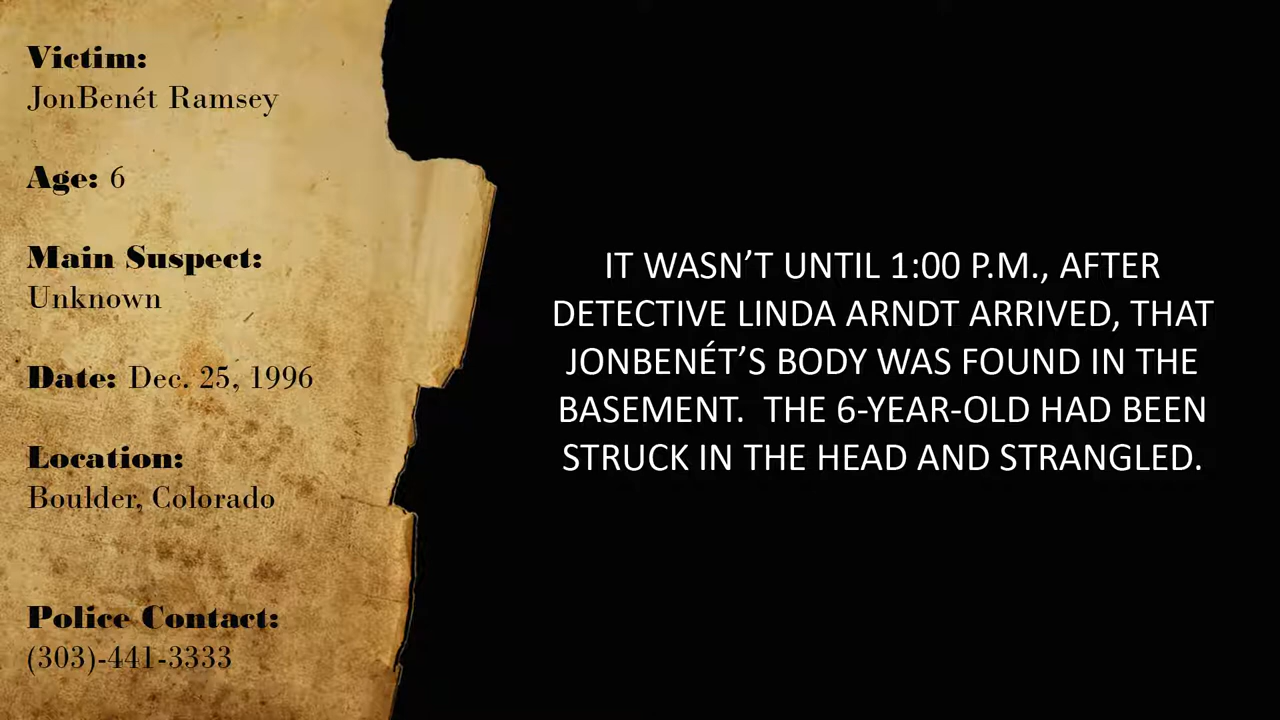 Victim:
JonBenét Ramsey
Age: 6
Main Suspect:
Unknown
Date: Dec. 25, 1996
Location:
Boulder, Colorado
Police Contact:
(303)-441-3333
IT WASN’T UNTIL 1:00 P.M., AFTER
DETECTIVE LINDA ARNDT ARRIVED, THAT
JONBENÉT’S BODY WAS FOUND IN THE
BASEMENT.  THE 6-YEAR-OLD HAD BEEN
STRUCK IN THE HEAD AND STRANGLED.